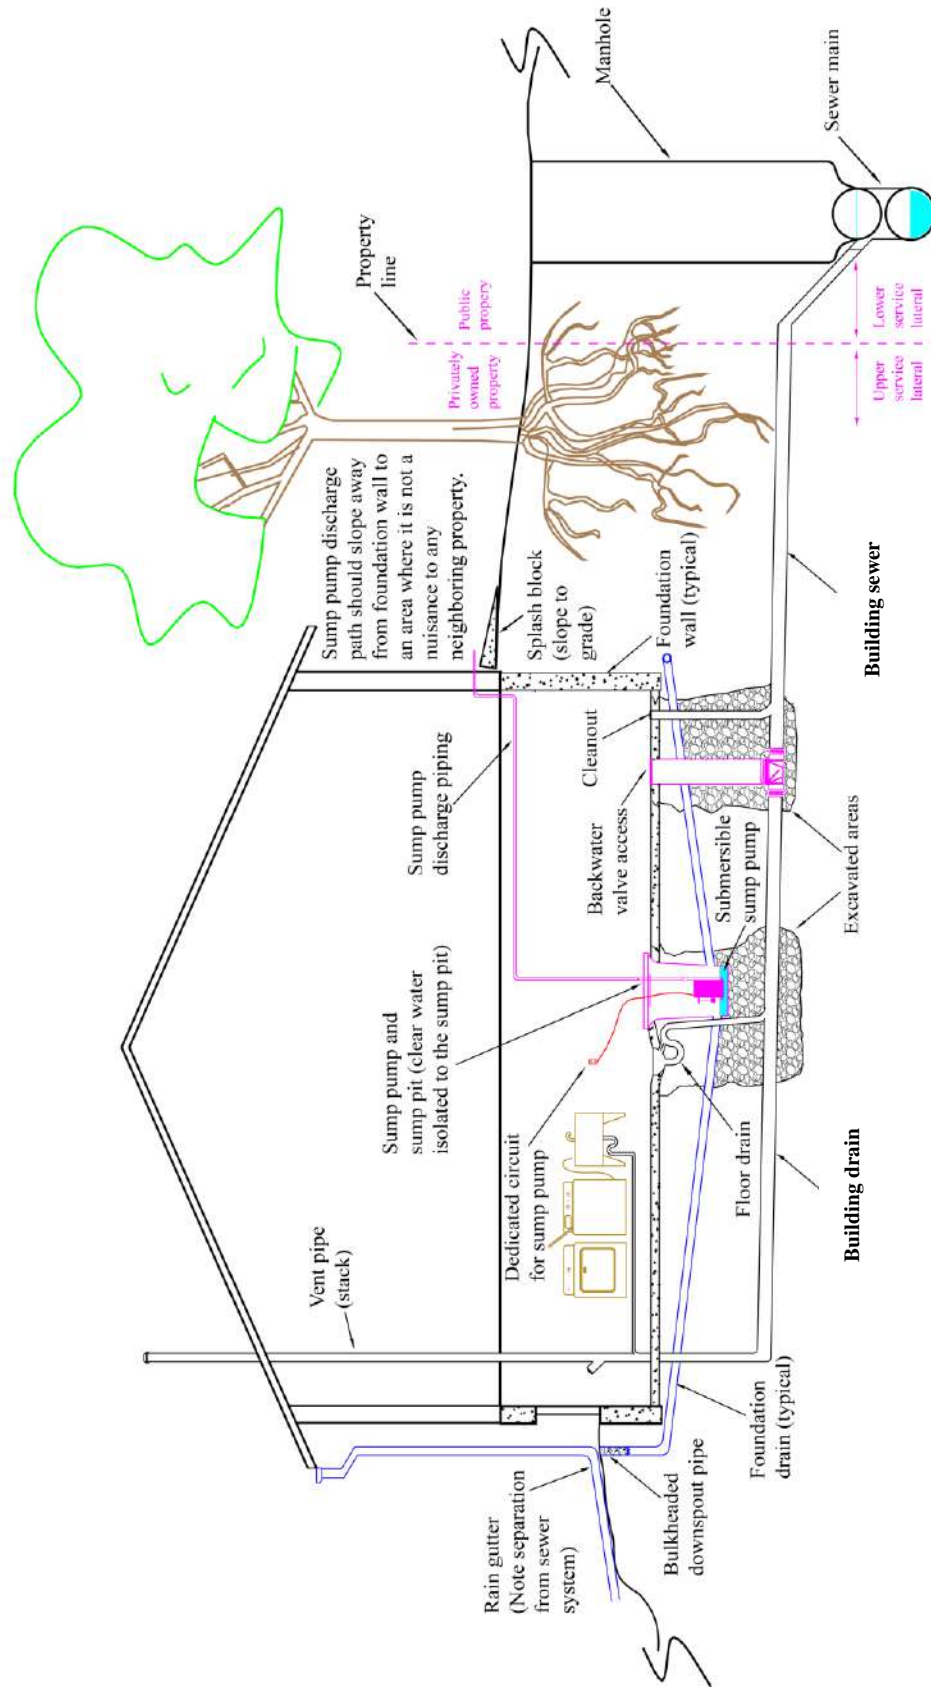 Manhole
Sewer main
Property
line
Public
propery
Privately
owned
property
Lower
service
lateral
Upper
service
lateral
Sump pump discharge
path should slope away
from foundation wall to
an area where it is not a
nuisance to any
neighboring property.
Splash block
(slope to
grade)
Foundation
wall (typical)
Building sewer
Sump pump
discharge piping
Cleanout
Backwater
valve access
Submersible
sump pump
Excavated areas
Sump pump and
sump pit (clear water
isolated to the sump pit)
Dedicated circuit
for sump pump
Floor drain
Building drain
Vent pipe
(stack)
Foundation
drain (typical)
Rain gutter
(Note separation
from sewer
system)
Bulkheaded
downspout pipe